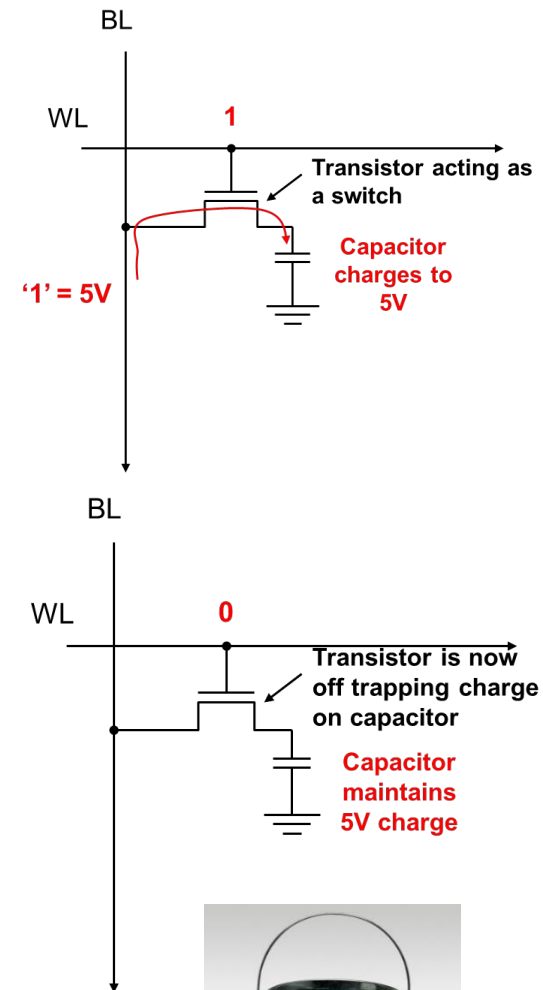 BL
WL
1
Transistor acting as
a switch
Capacitor
charges to
5V
‘1’ = 5V
BL
WL
0
Transistor is now
off trapping charge
on capacitor
Capacitor
maintains
5V charge